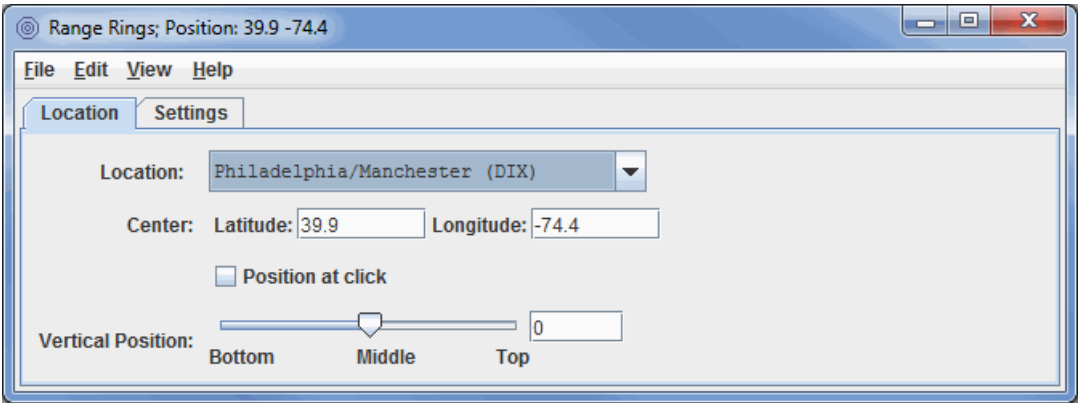 Range Rings; Position: 39.9 -74.4
File Edit View Help
Location Settings
Location: Philadelphia/Manchester (DIX)
Center: Latitude: 39.9 Longitude: -74.4
Position at click
Vertical Position: 0
Bottom Middle Top